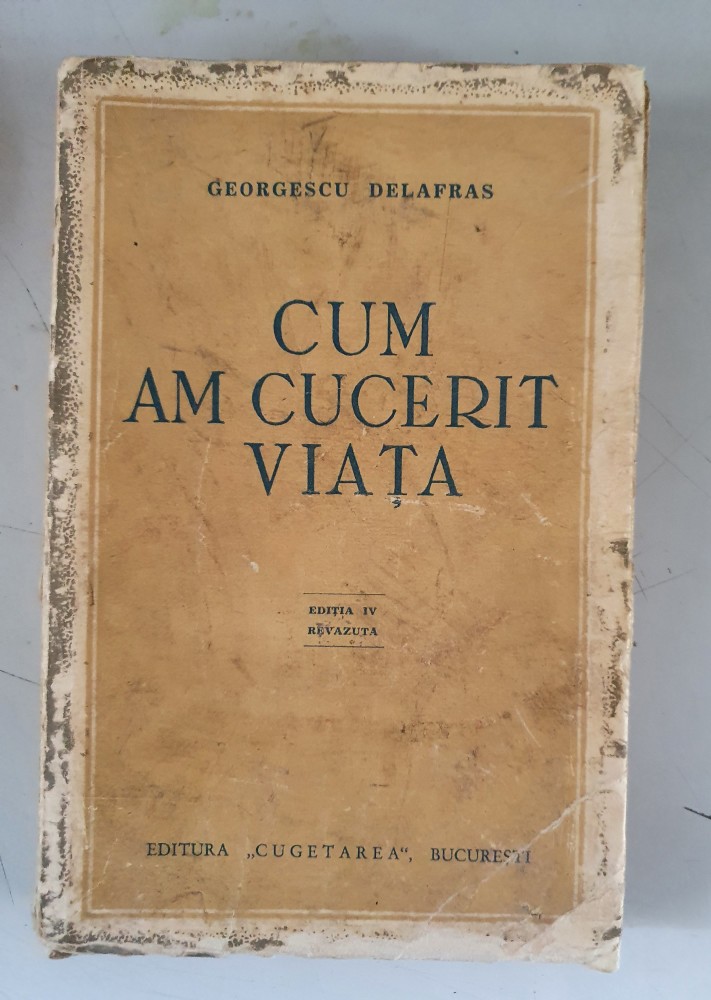 GEORGESCU DELAFRAS
CUM
AM CUCERIT
VIAȚA
EDIȚIA IV
REVAZUTA
EDITURA „CUGETAREA“, BUCUREȘTI